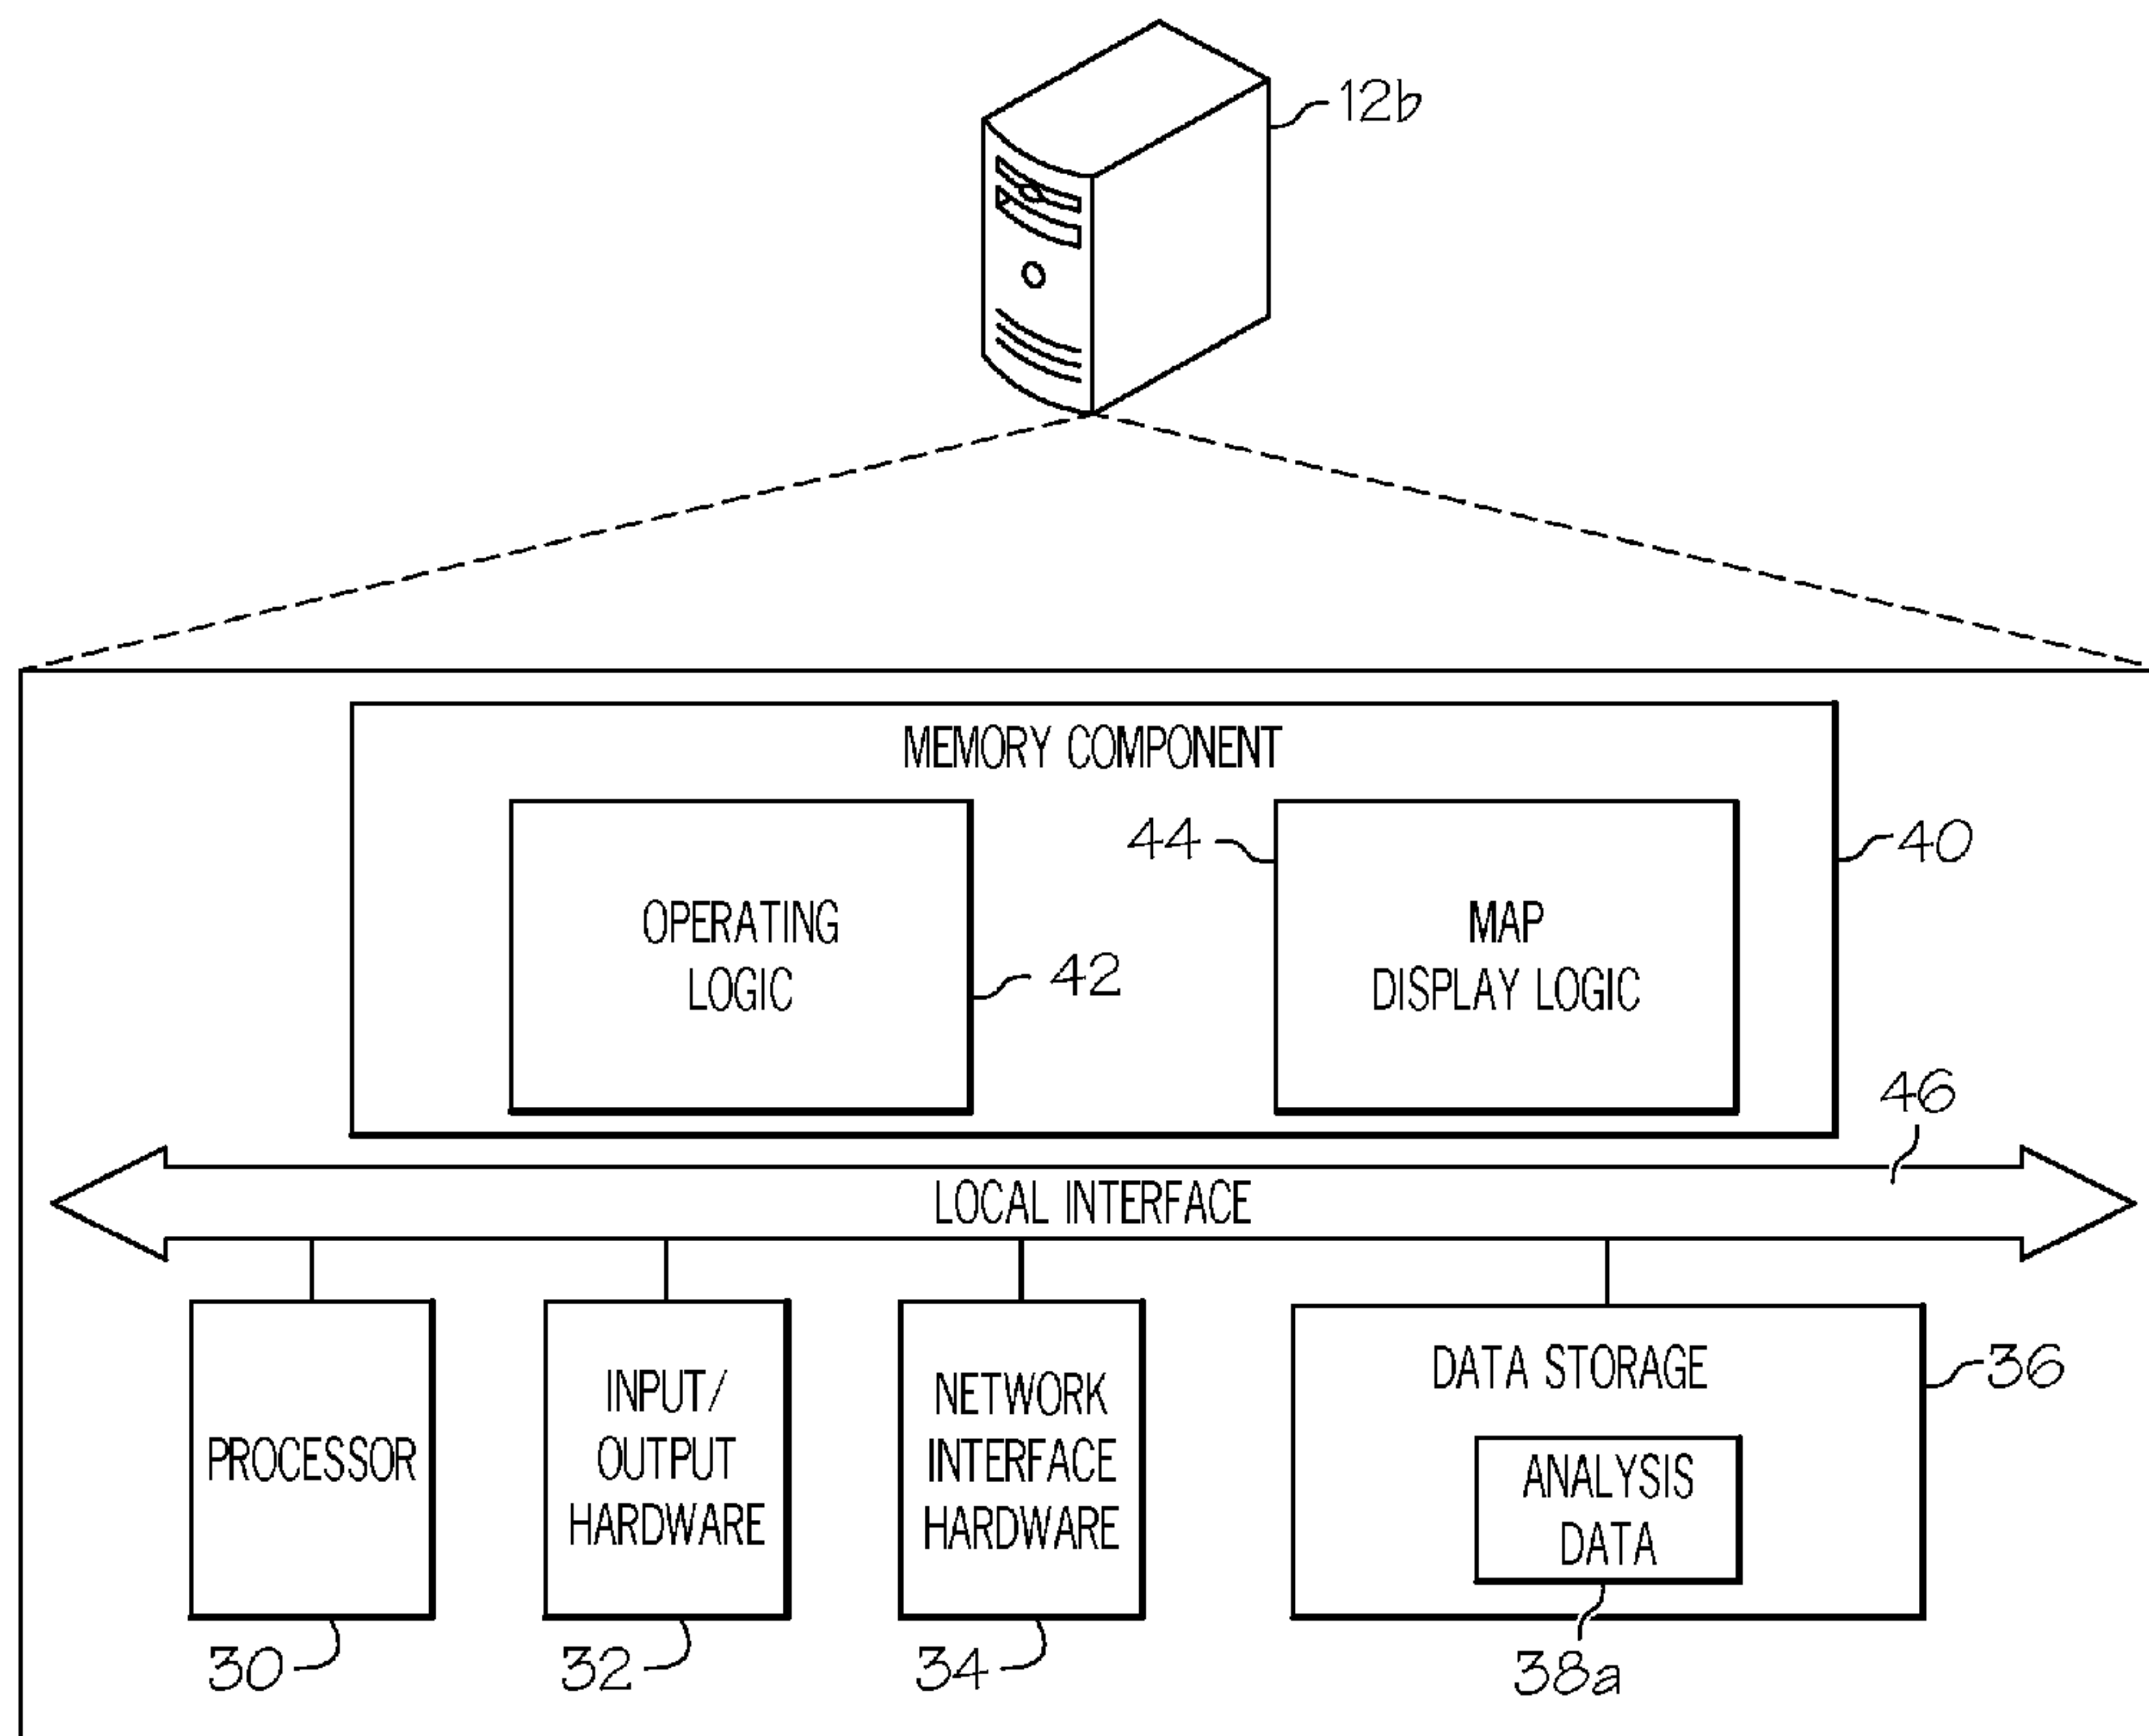 12b
MEMORY COMPONENT
44
40
OPERATING
LOGIC
42
MAP
DISPLAY LOGIC
46
LOCAL INTERFACE
PROCESSOR
INPUT/
OUTPUT
HARDWARE
NETWORK
INTERFACE
HARDWARE
DATA STORAGE
36
ANALYSIS
DATA
30
32
34
38a